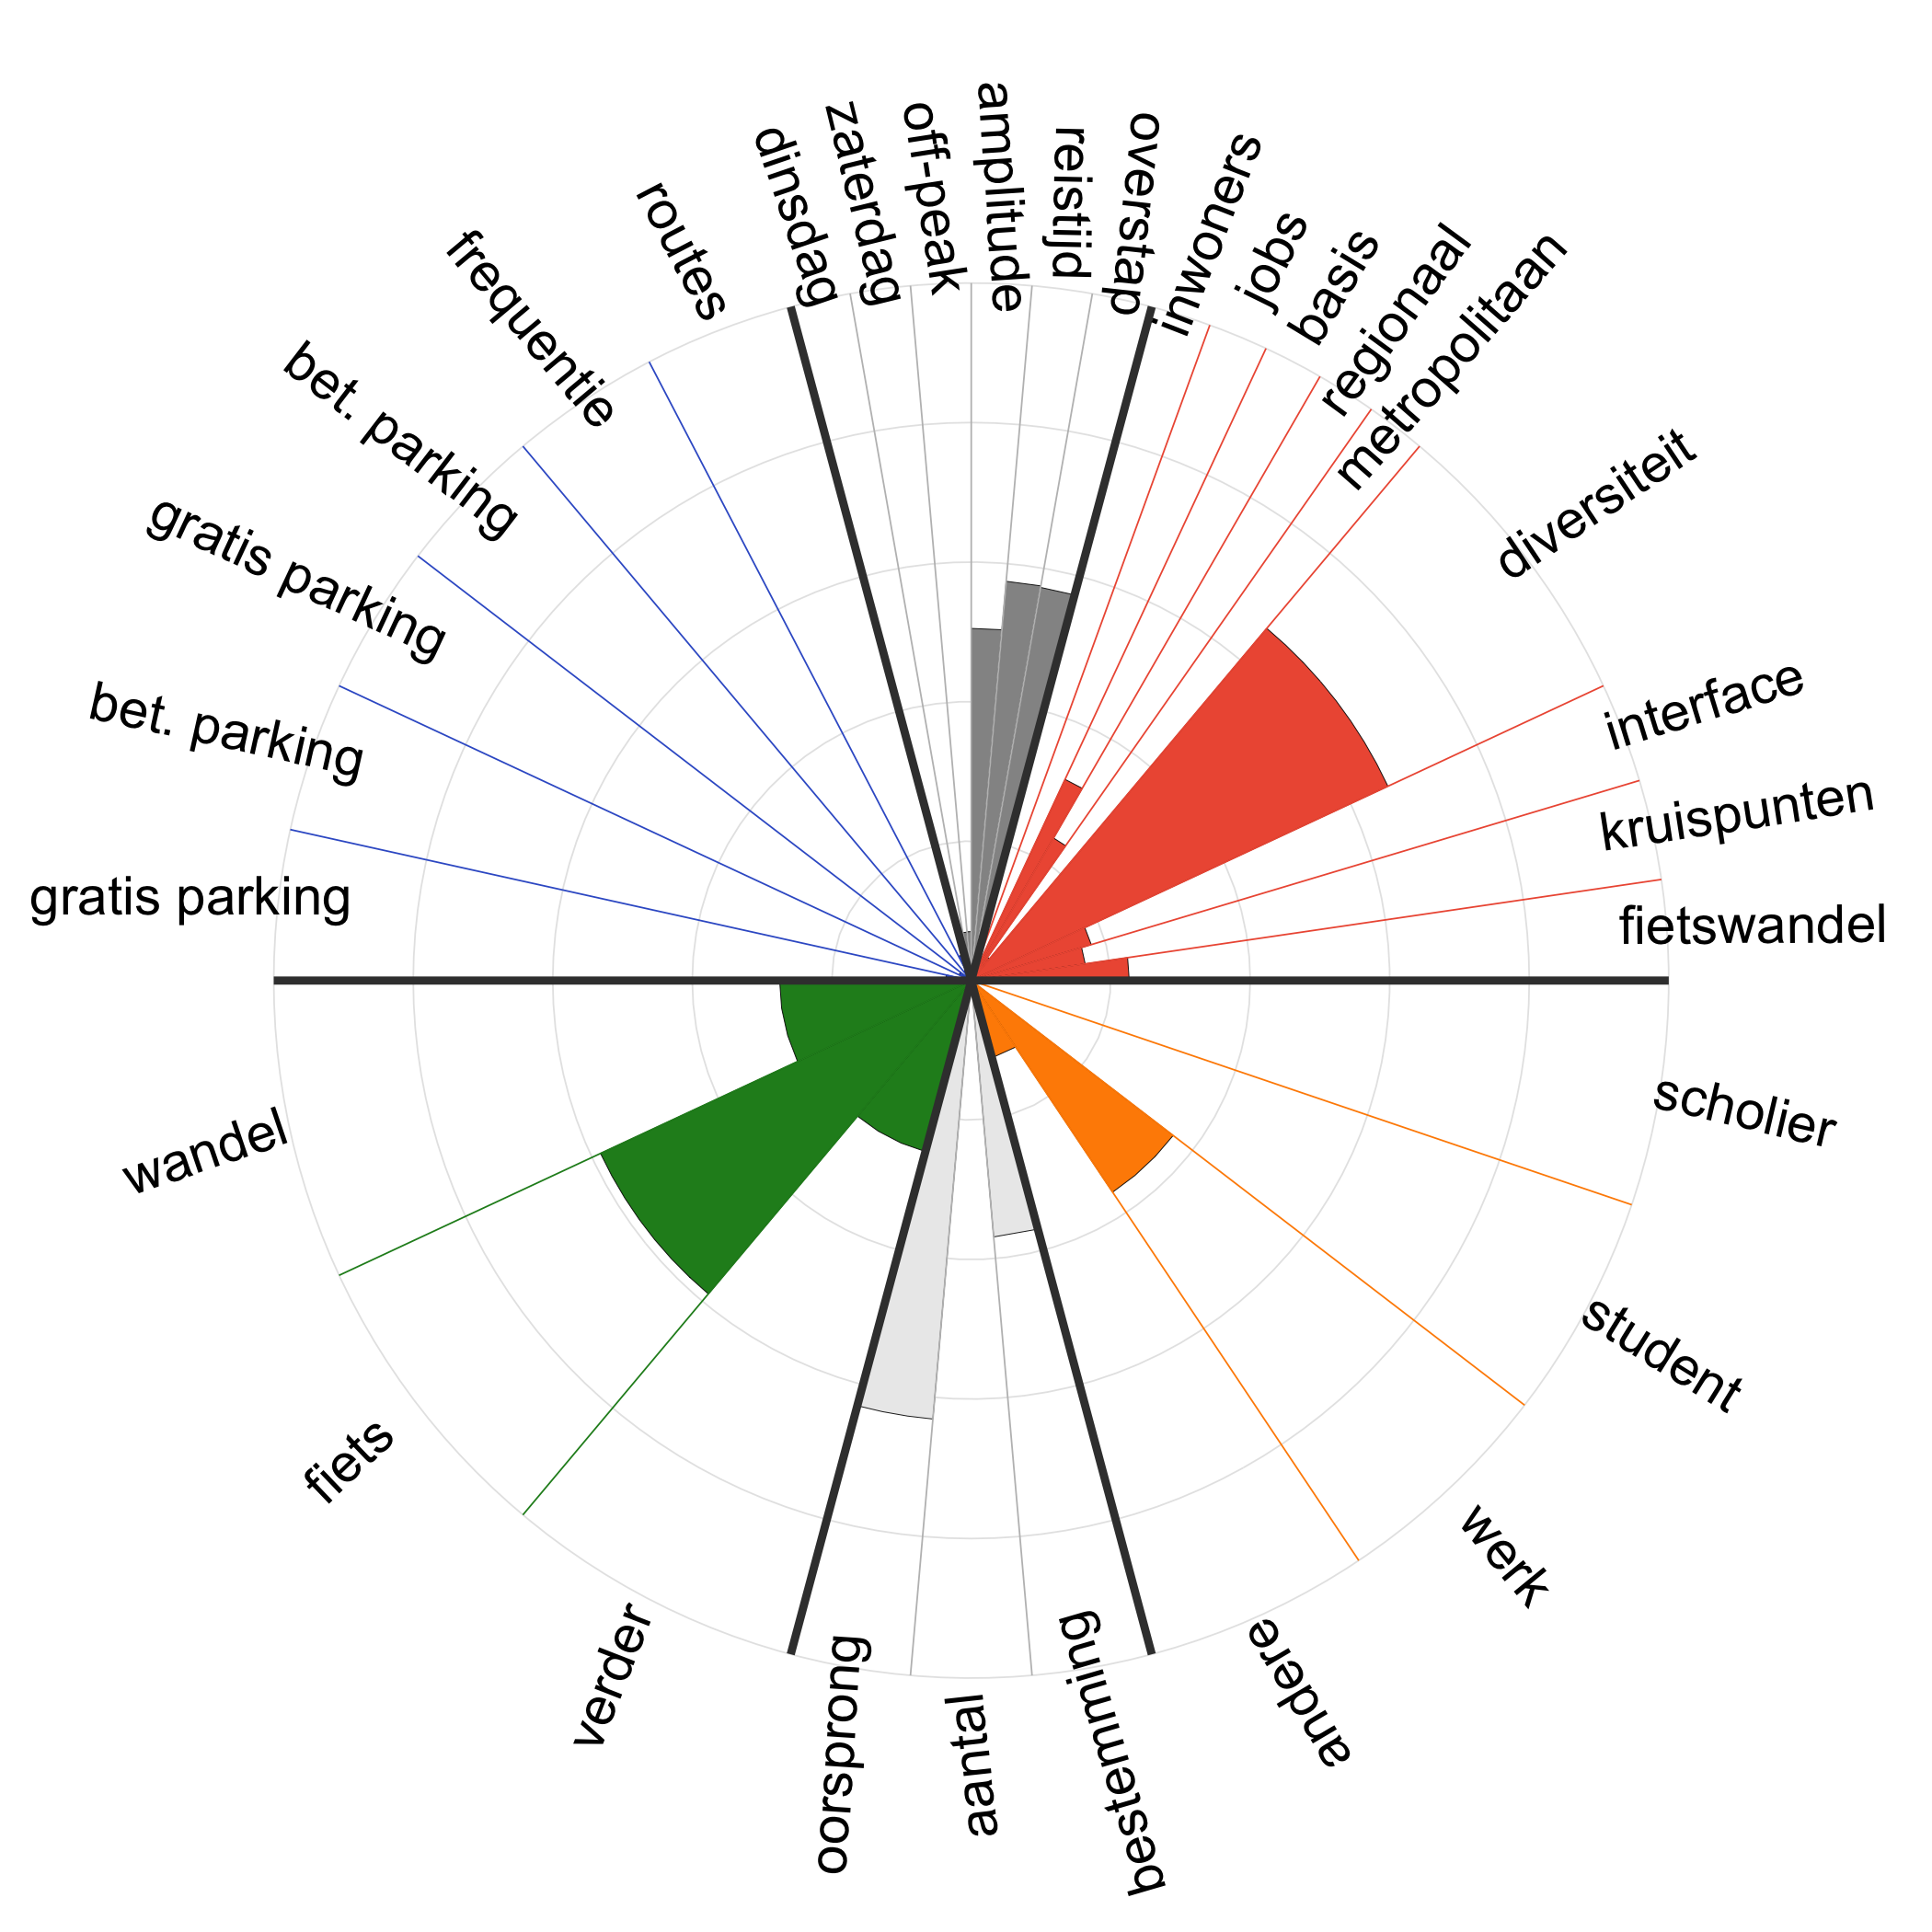 dinsdag
zaterdag
off-peak
amplitude
reistijd
overstap
inwoners
jobs
basis
regionaal
metropolitaan
diversiteit
interface
kruispunten
fietswandel
scholier
student
werk
andere
bestemming
aantal
oorsprong
verder
fiets
wandel
gratis parking
bet. parking
gratis parking
bet. parking
frequentie
routes